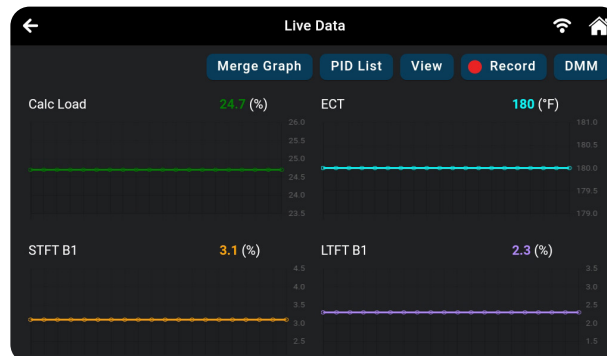 Live Data
Merge Graph PID List View Record DMM
Calc Load 24.7 (%) ECT 180 (°F)
26.0 181.0
25.5 180.5
25.0 180.0
24.5 179.5
24.0 179.0
23.5
STFT B1 3.1 (%) LTFT B1 2.3 (%)
4.5 3.5
4.0 3.0
3.5 2.5
3.0 2.0
2.5 1.5